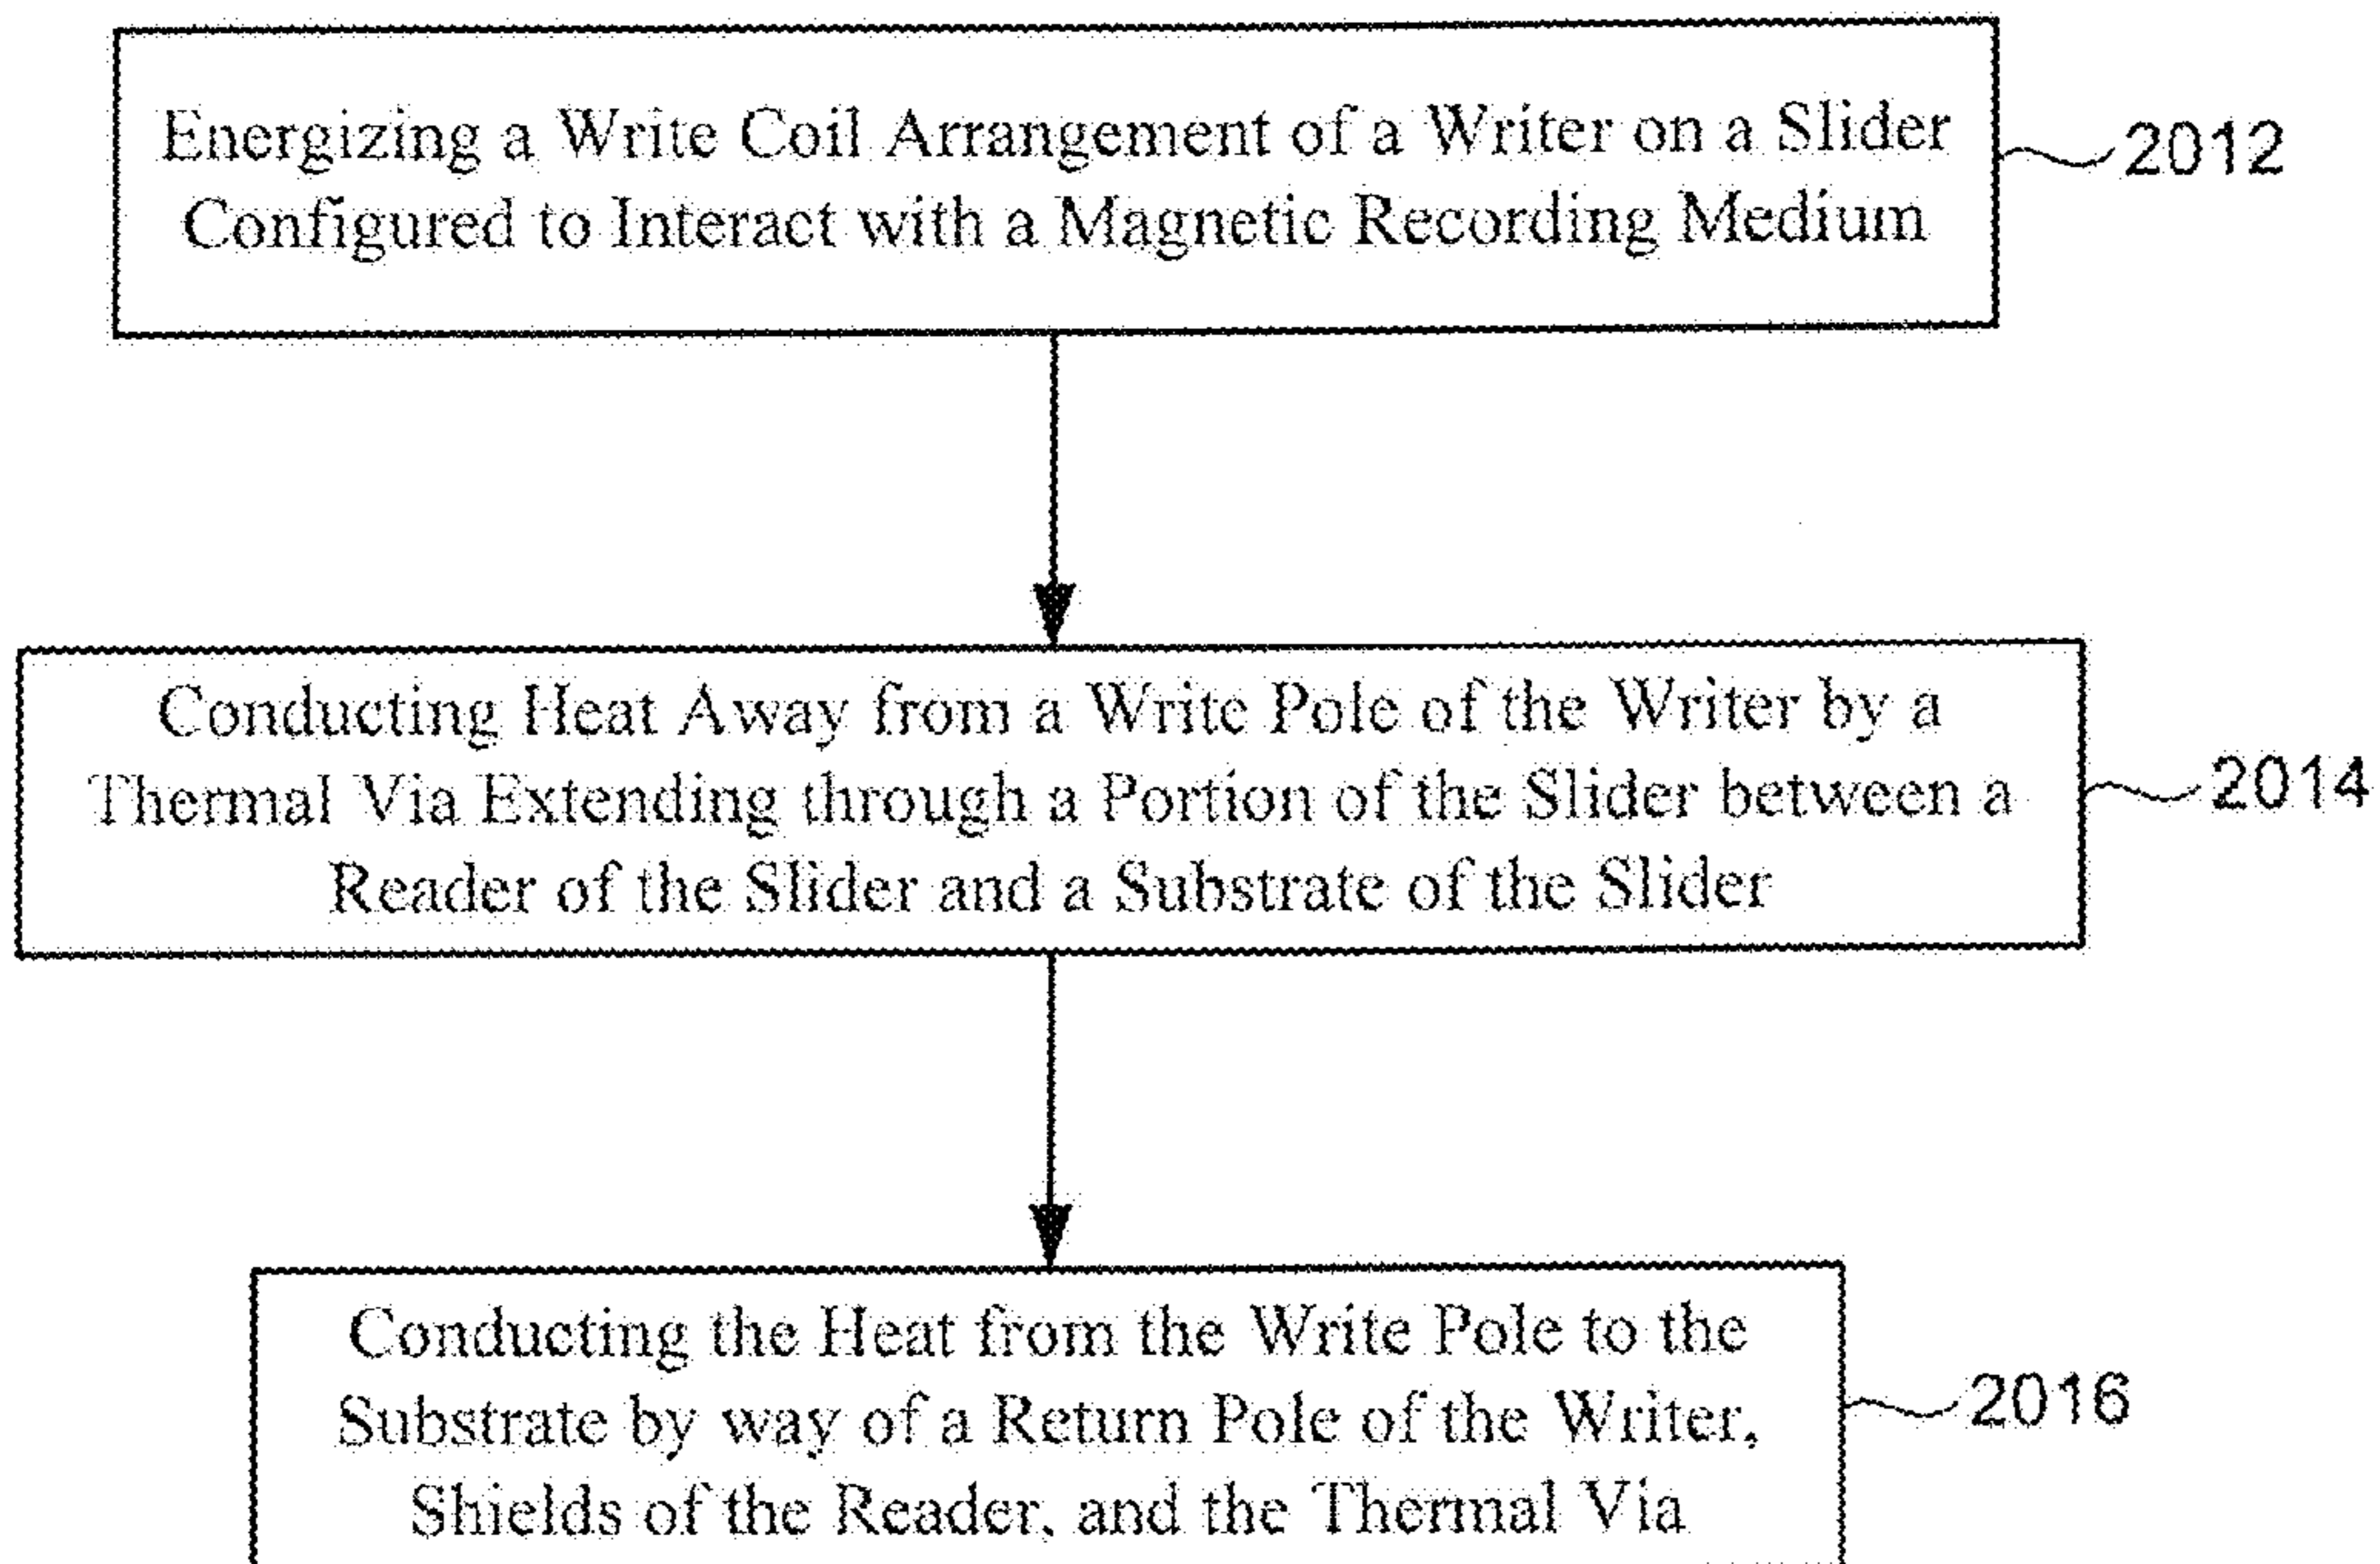 Energizing a Write Coil Arrangement of a Writer on a Slider
Configured to Interact with a Magnetic Recording Medium
2012
Conducting Heat Away from a Write Pole of the Writer by a
Thermal Via Extending through a Portion of the Slider between a
Reader of the Slider and a Substrate of the Slider
2014
Conducting the Heat from the Write Pole to the
Substrate by way of a Return Pole of the Writer,
Shields of the Reader, and the Thermal Via
2016